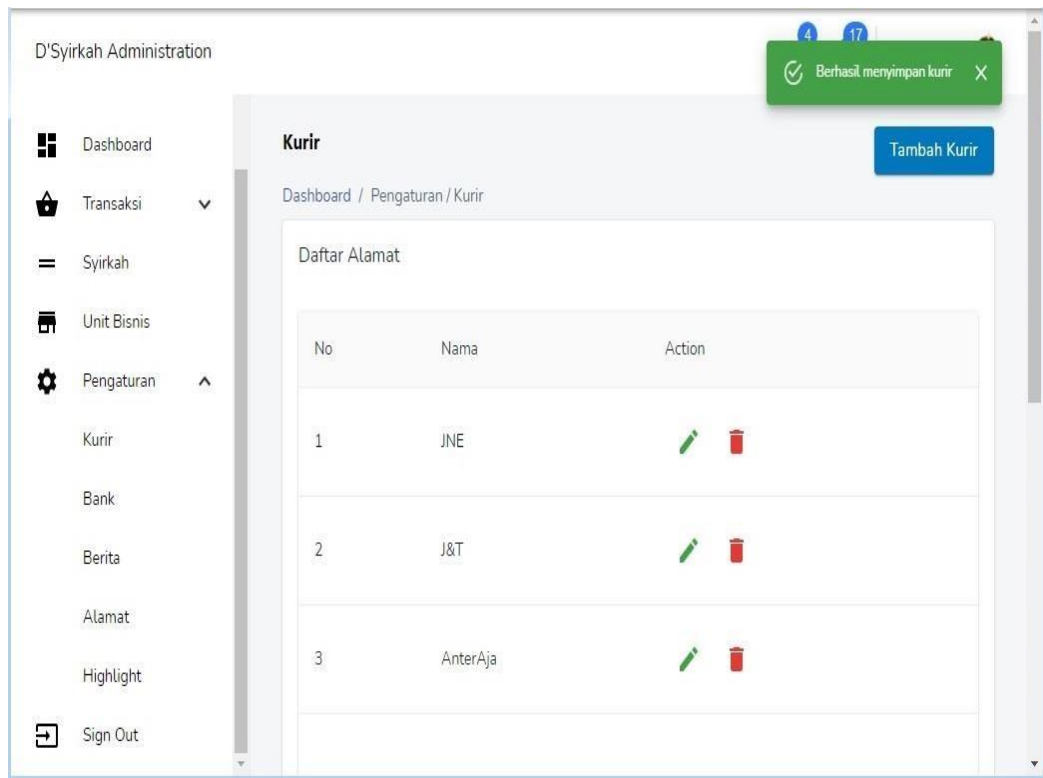 D'Syirkah Administration
4
17
Berhasil menyimpan kurir X
Dashboard
Transaksi
Syirkah
Unit Bisnis
Pengaturan
Kurir
Bank
Berita
Alamat
Highlight
Sign Out
Kurir
Tambah Kurir
Dashboard / Pengaturan / Kurir
Daftar Alamat
No Nama Action
1 JNE
2 J&T
3 AnterAja